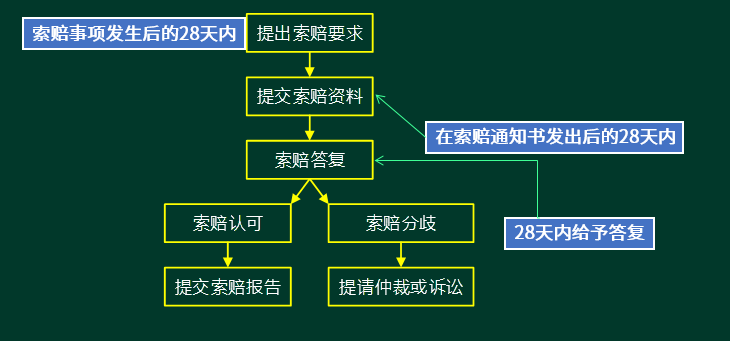 索赔事项发生后的28天内
提出索赔要求
提交索赔资料
在索赔通知书发出后的28天内
索赔答复
索赔认可
索赔分歧
28天内给予答复
提交索赔报告
提请仲裁或诉讼